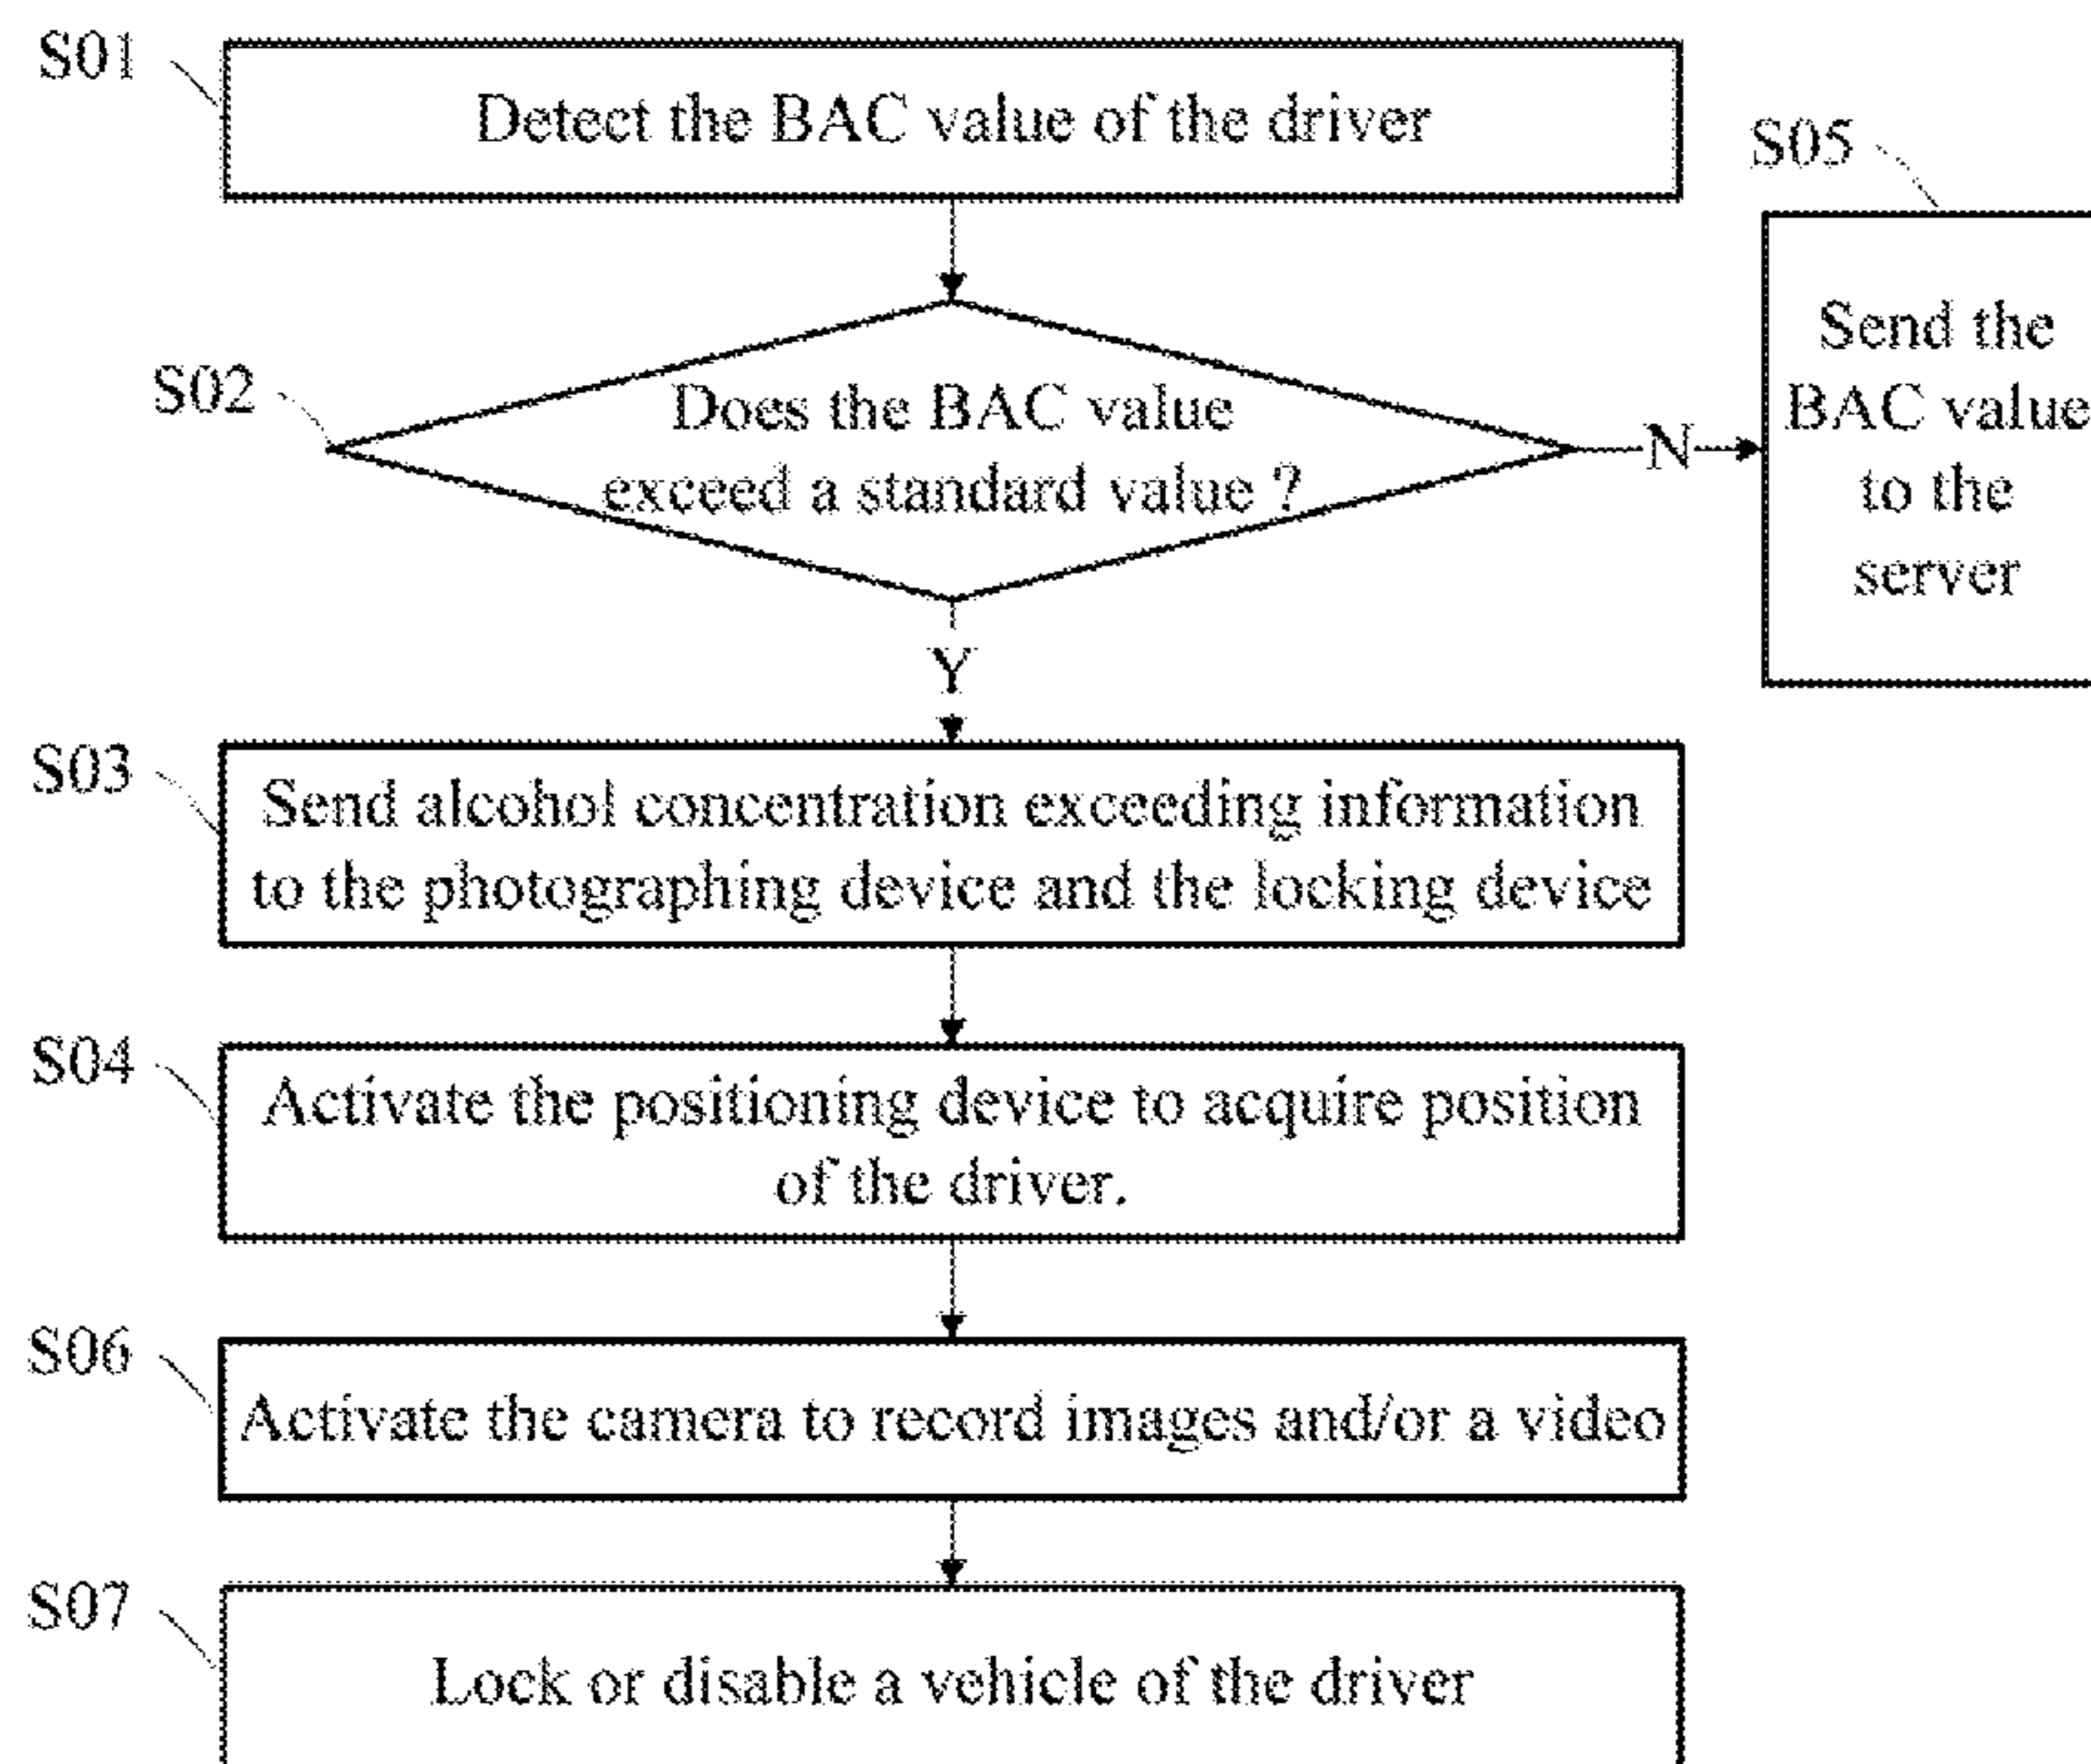 S01
Detect the BAC value of the driver
S05
Send the
BAC value
to the
server
S02
Does the BAC value
exceed a standard value ?
N
Y
S03
Send alcohol concentration exceeding information
to the photographing device and the locking device
S04
Activate the positioning device to acquire position
of the driver.
S06
Activate the camera to record images and/or a video
S07
Lock or disable a vehicle of the driver